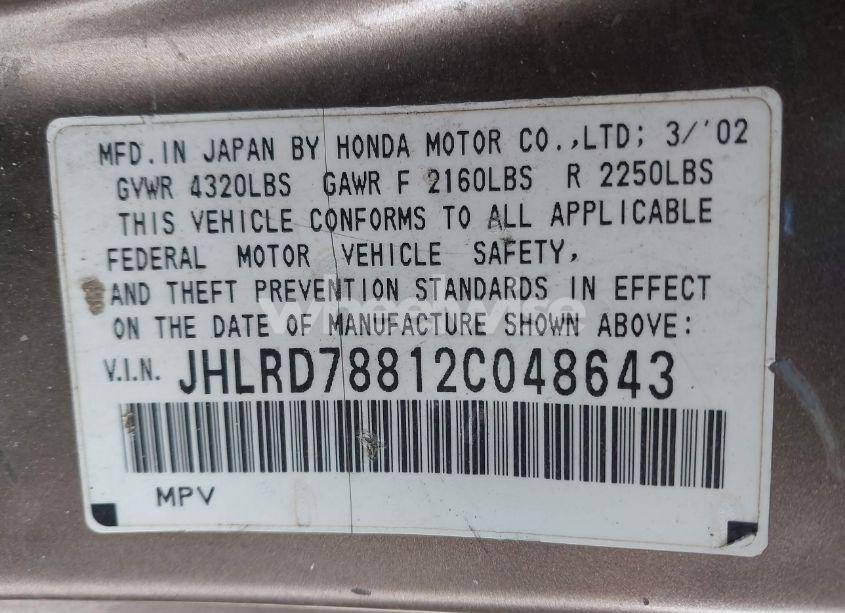 MFD. IN JAPAN BY HONDA MOTOR CO.,LTD; 3/'02
GVWR 4320LBS GAWR F 2160LBS R 2250LBS
THIS VEHICLE CONFORMS TO ALL APPLICABLE
FEDERAL MOTOR VEHICLE SAFETY,
AND THEFT PREVENTION STANDARDS IN EFFECT
ON THE DATE OF MANUFACTURE SHOWN ABOVE:
V.I.N. JHLRD78812C048643
MPV